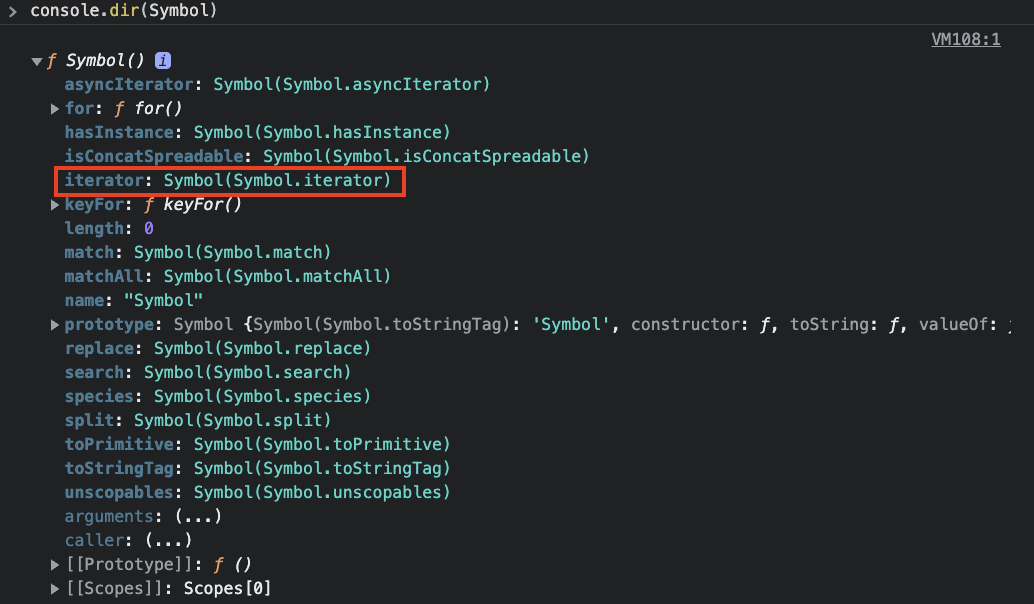 > console.dir(Symbol)
VM108:1
▼ƒ Symbol() i
asyncIterator: Symbol(Symbol.asyncIterator)
▶for: ƒ for()
hasInstance: Symbol(Symbol.hasInstance)
isConcatSpreadable: Symbol(Symbol.isConcatSpreadable)
iterator: Symbol(Symbol.iterator)
▶keyFor: ƒ keyFor()
length: 0
match: Symbol(Symbol.match)
matchAll: Symbol(Symbol.matchAll)
name: "Symbol"
▶prototype: Symbol {Symbol(Symbol.toStringTag): 'Symbol', constructor: ƒ, toString: ƒ, valueOf:
replace: Symbol(Symbol.replace)
search: Symbol(Symbol.search)
species: Symbol(Symbol.species)
split: Symbol(Symbol.split)
toPrimitive: Symbol(Symbol.toPrimitive)
toStringTag: Symbol(Symbol.toStringTag)
unscopables: Symbol(Symbol.unscopables)
arguments: (...)
caller: (...)
▶[[Prototype]]: ƒ ()
▶[[Scopes]]: Scopes[0]